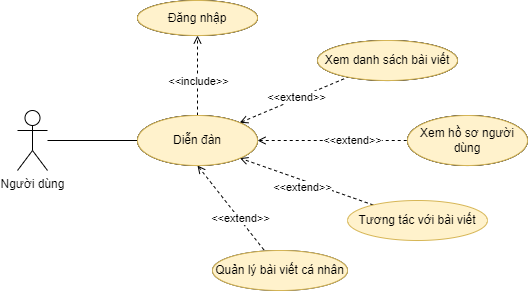 Đăng nhập
<<include>>
Xem danh sách bài viết
<<extend>>
Diễn đàn
<<extend>>
Xem hồ sơ người
dùng
Người dùng
<<extend>>
Tương tác với bài viết
<<extend>>
Quản lý bài viết cá nhân